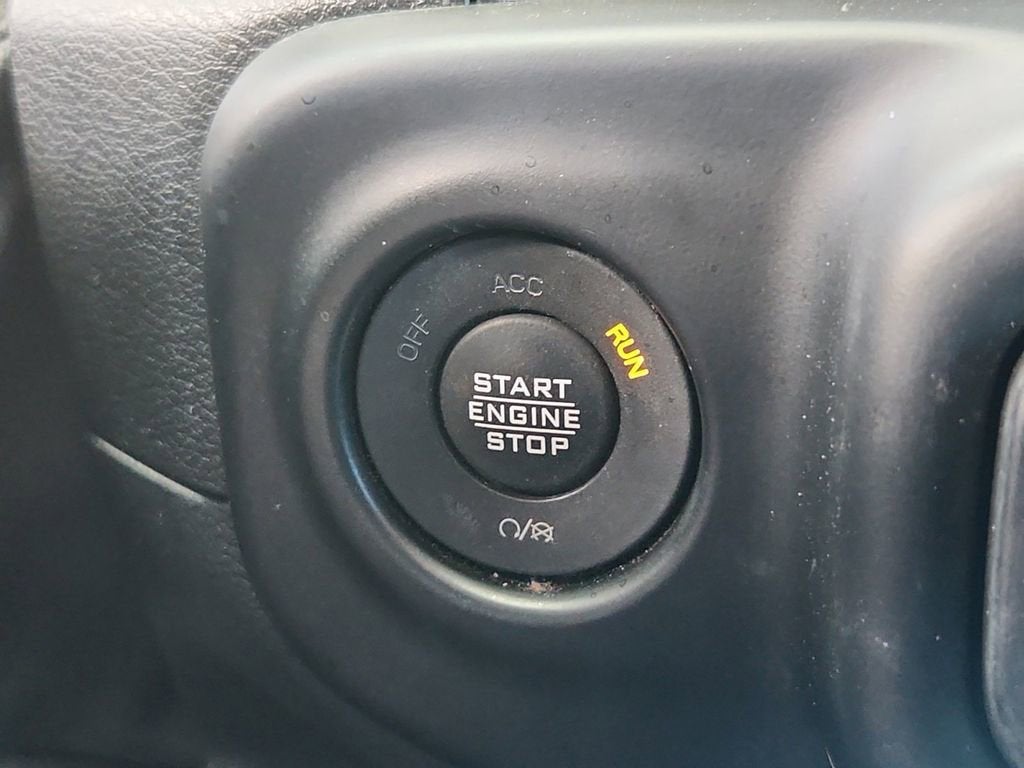 OFF
ACC
RUN
START
ENGINE
STOP